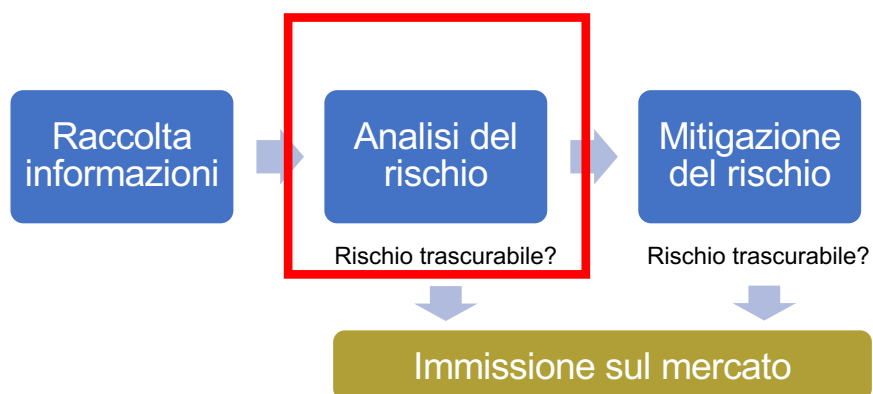 Raccolta
informazioni
Analisi del
rischio
Mitigazione
del rischio
Rischio trascurabile?
Rischio trascurabile?
Immissione sul mercato